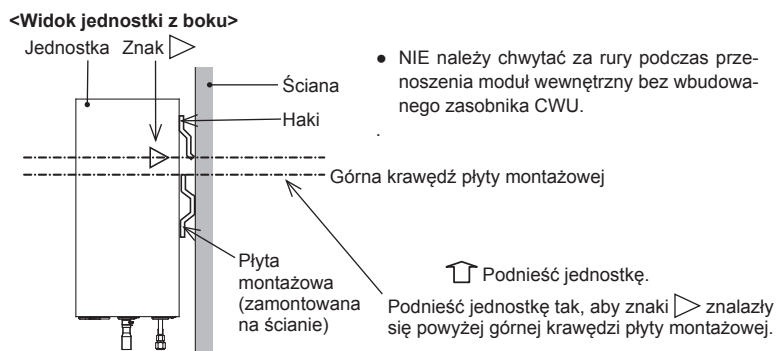 <Widok jednostki z boku>
Jednostka Znak
Ściana
Haki
Górna krawędź płyty montażowej
Płyta
montażowa
(zamontowana
na ścianie)
● NIE należy chwytać za rury podczas prze-
noszenia moduł wewnętrzny bez wbudowa-
nego zasobnika CWU.
.
Podnieść jednostkę.
Podnieść jednostkę tak, aby znaki ▷ znalazły
się powyżej górnej krawędzi płyty montażowej.